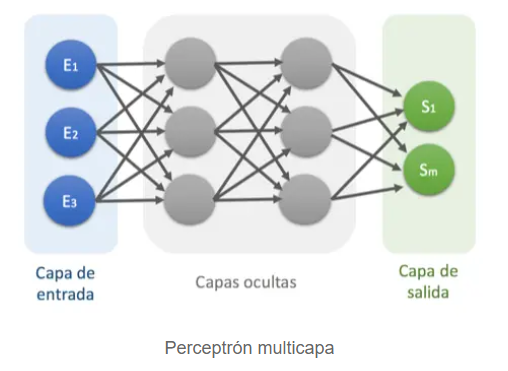 E1
E2
E3
S1
Sm
Capa de
entrada
Capas ocultas
Capa de
salida
Perceptrón multicapa